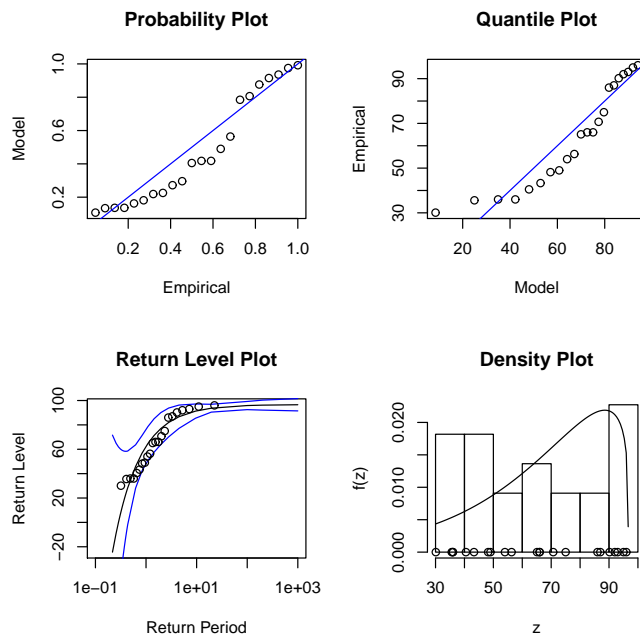 Probability Plot
Model
1.0
0.6
0.2
0.2 0.4 0.6 0.8 1.0
Empirical
Quantile Plot
Empirical
90
70
50
30
20 40 60 80
Model
Return Level Plot
Return Level
100
60
20
−20
1e−01 1e+01 1e+03
Return Period
Density Plot
f(z)
0.020
0.010
0.000
30 50 70 90
z